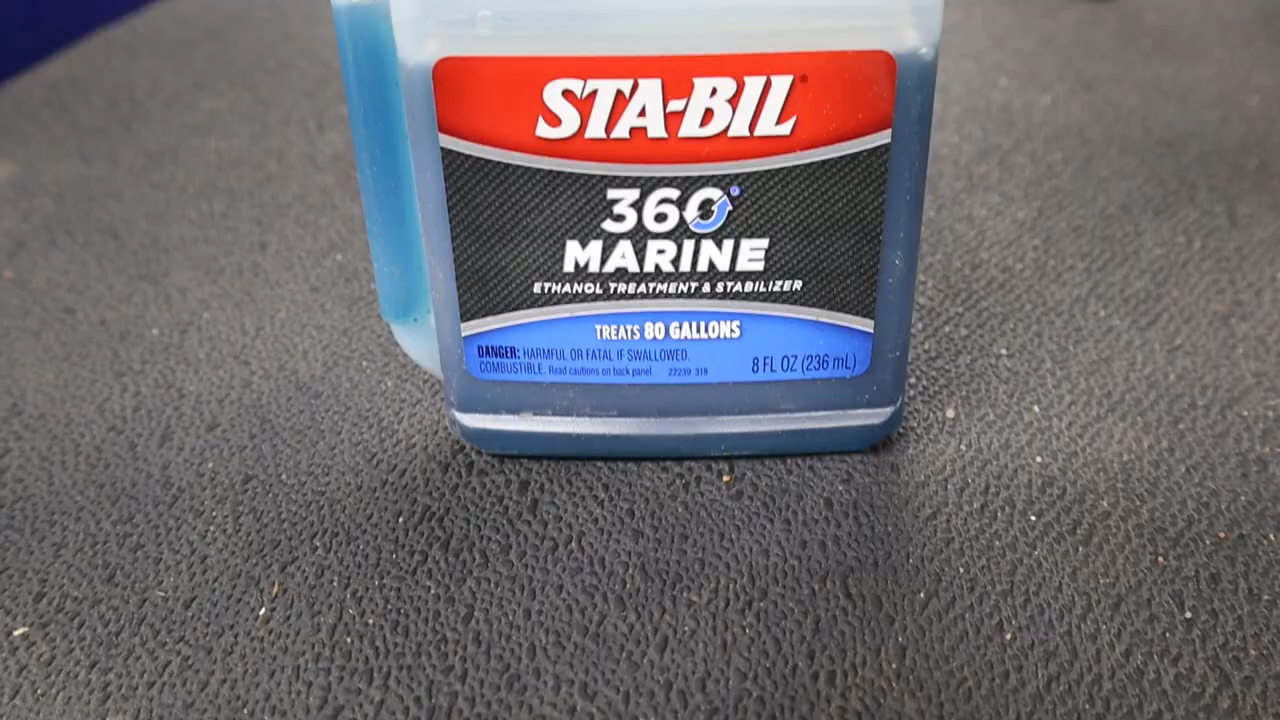 STA-BIL®
360°
MARINE
ETHANOL TREATMENT & STABILIZER
TREATS 80 GALLONS
DANGER: HARMFUL OR FATAL IF SWALLOWED.
COMBUSTIBLE. Read cautions on back panel. 22239 318
8 FL OZ (236 mL)